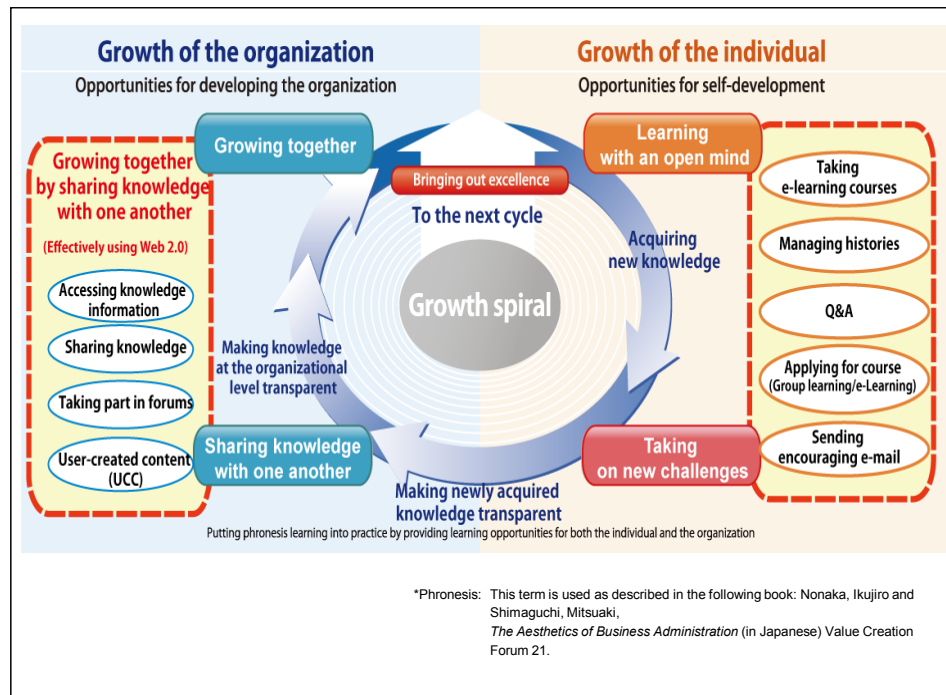 Growth of the organization
Opportunities for developing the organization
Growth of the individual
Opportunities for self-development
Growing together
by sharing knowledge
with one another
(Effectively using Web 2.0)
Accessing knowledge
information
Sharing knowledge
Taking part in forums
User-created content
(UCC)
Growing together
Bringing out excellence
To the next cycle
Growth spiral
Making knowledge
at the organizational
level transparent
Sharing knowledge
with one another
Making newly acquired
knowledge transparent
Learning
with an open mind
Acquiring
new knowledge
Taking
on new challenges
Taking
e-learning courses
Managing histories
Q&A
Applying for course
(Group learning/e-Learning)
Sending
encouraging e-mail
Putting phronesis learning into practice by providing learning opportunities for both the individual and the organization
*Phronesis: This term is used as described in the following book: Nonaka, Ikujiro and
Shimaguchi, Mitsuaki,
The Aesthetics of Business Administration (in Japanese) Value Creation
Forum 21.